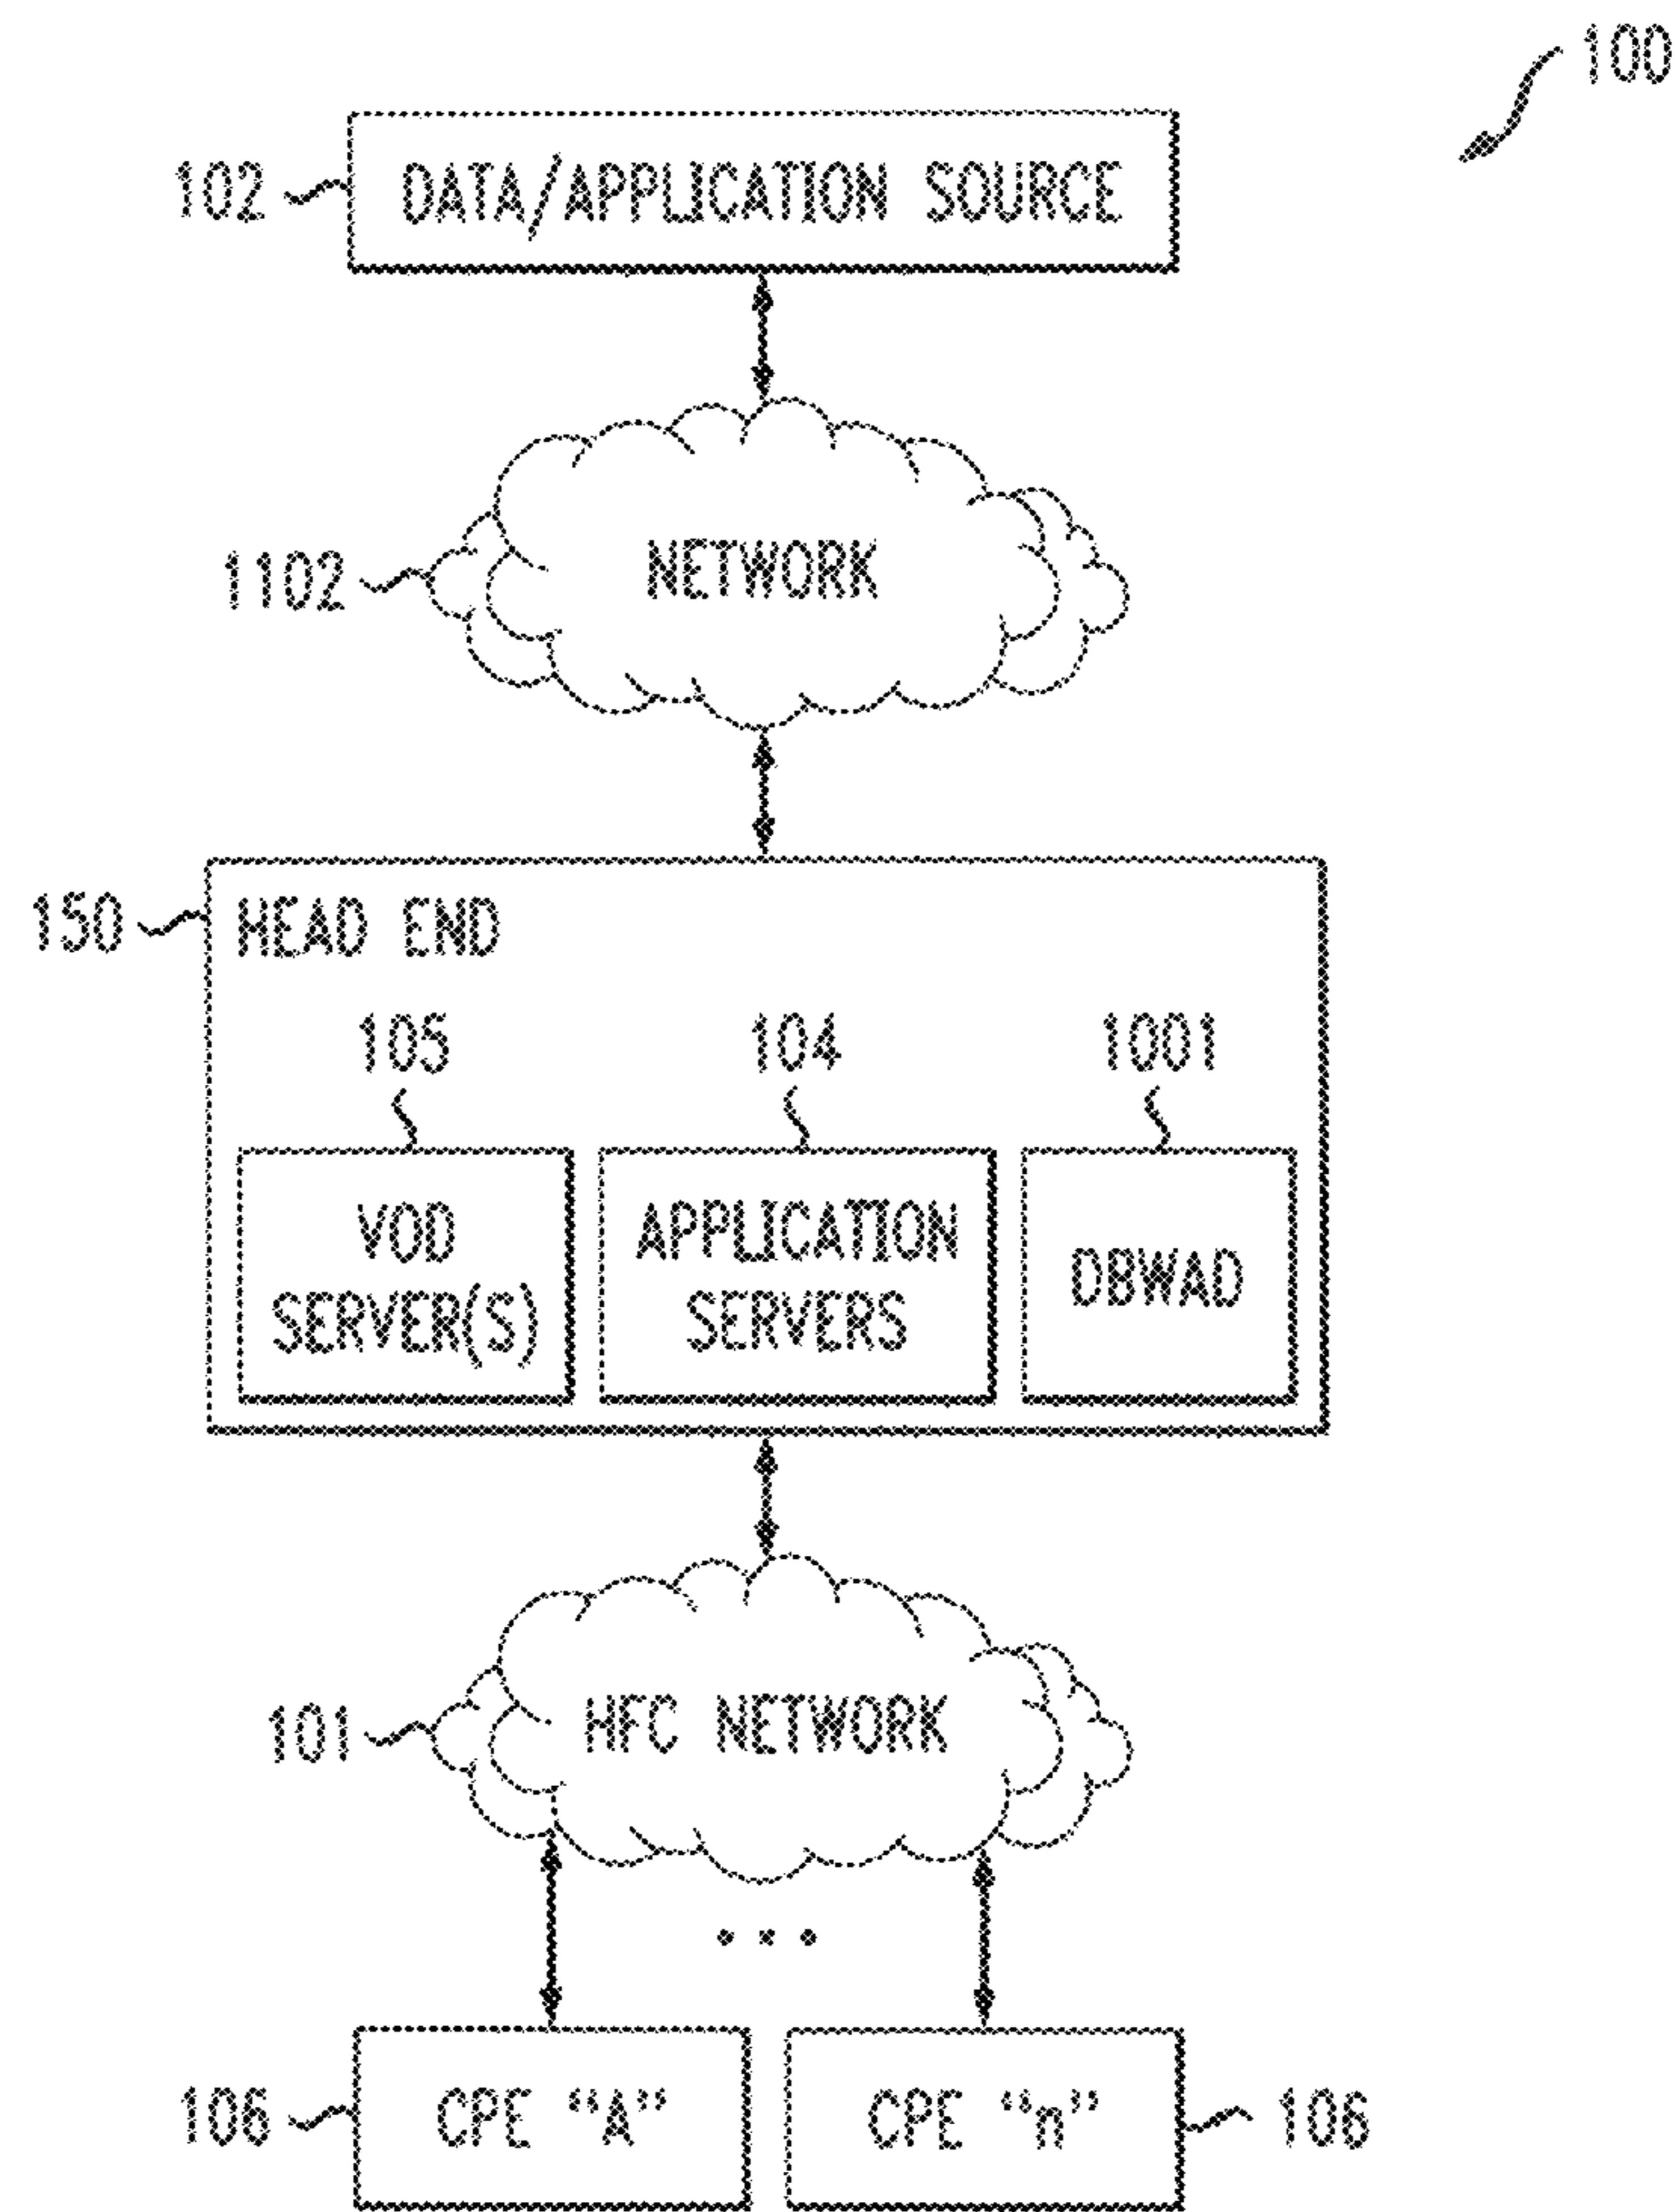 100
102 DATA/APPLICATION SOURCE
1102 NETWORK
150 HEAD END
105 104 1001
VOD SERVER(S)
APPLICATION SERVERS
DBWAD
101 HFC NETWORK
...
106 CPE “A” CPE “n” 106